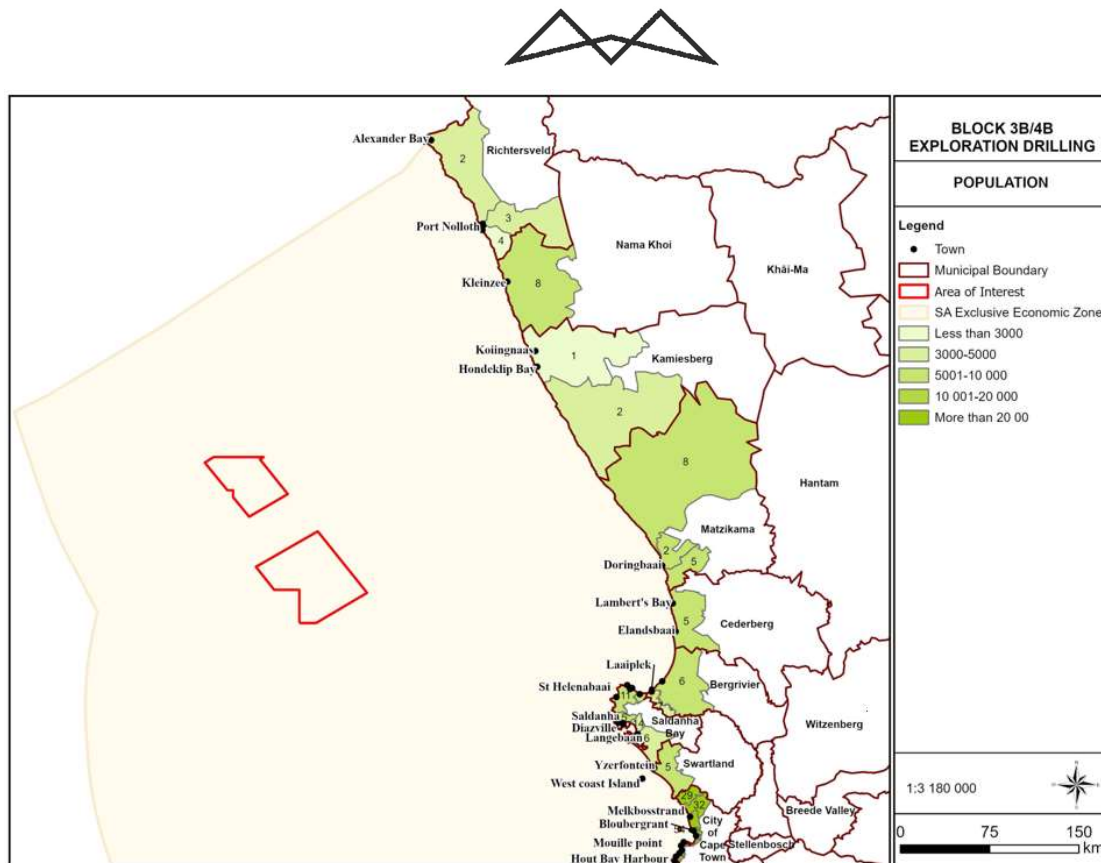 Alexander Bay
2
Richtersveld
3
Port Nolloth
4
Nama Khoi
Khâi-Ma
Kleinzee
8
Koiingnaas
1
Kamiesberg
Hondeklip Bay
2
8
Hantam
Matzikama
2
Doringbaai
5
Lambert's Bay
5
Cederberg
Elandsbaai
Laaiplek
6
Bergrivier
St Helenabaai
11
Witzenberg
Saldanha
14
Saldanha
Bay
Diazville
Langebaan
6
Swartland
Yzerfontein
5
West coast Island
29
32
Melkbosstrand
Breede Valley
Bloubergrant
City
of
Cape
Town
Stellenbosch
Mouille point
Hout Bay Harbour
BLOCK 3B/4B
EXPLORATION DRILLING
POPULATION
Legend
Town
Municipal Boundary
Area of Interest
SA Exclusive Economic Zone
Less than 3000
3000-5000
5001-10 000
10 001-20 000
More than 20 00
1:3 180 000
0 75 150
km